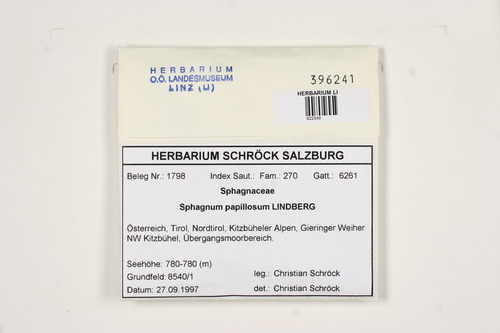 HERBARIUM
O.Ö. LANDESMUSEUM
LINZ (LI)
396241
HERBARIUM LI
622349
HERBARIUM SCHRÖCK SALZBURG
Beleg Nr.: 1798 Index Saut.: Fam.: 270 Gatt.: 6261
Sphagnaceae
Sphagnum papillosum LINDBERG
Österreich, Tirol, Nordtirol, Kitzbüheler Alpen, Gieringer Weiher
NW Kitzbühel, Übergangsmoorbereich.
Seehöhe: 780-780 (m)
Grundfeld: 8540/1 leg.: Christian Schröck
Datum: 27.09.1997 det.: Christian Schröck